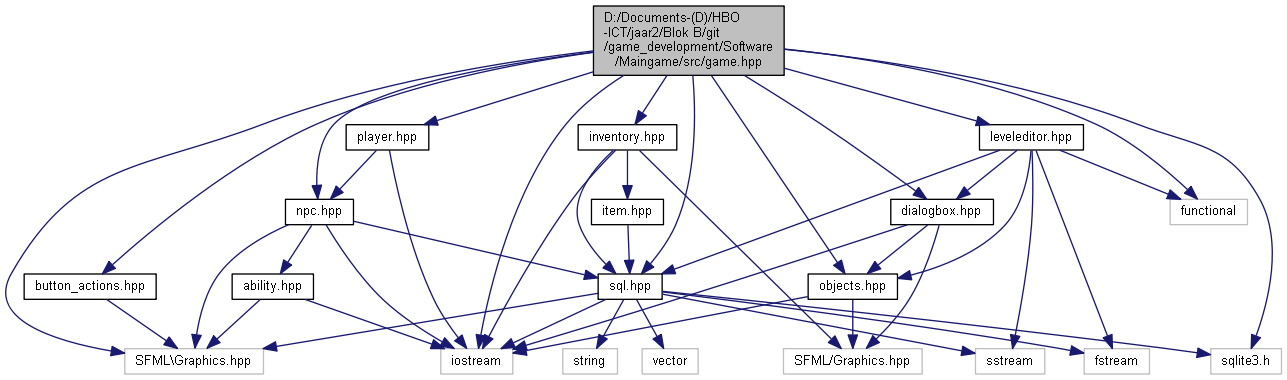 D:/Documents-(D)/HBO
-ICT/jaar2/Blok B/git
/game_development/Software
/Maingame/src/game.hpp
player.hpp
inventory.hpp
leveleditor.hpp
npc.hpp
item.hpp
dialogbox.hpp
functional
button_actions.hpp
ability.hpp
sql.hpp
objects.hpp
SFML\Graphics.hpp
iostream
string
vector
SFML/Graphics.hpp
sstream
fstream
sqlite3.h